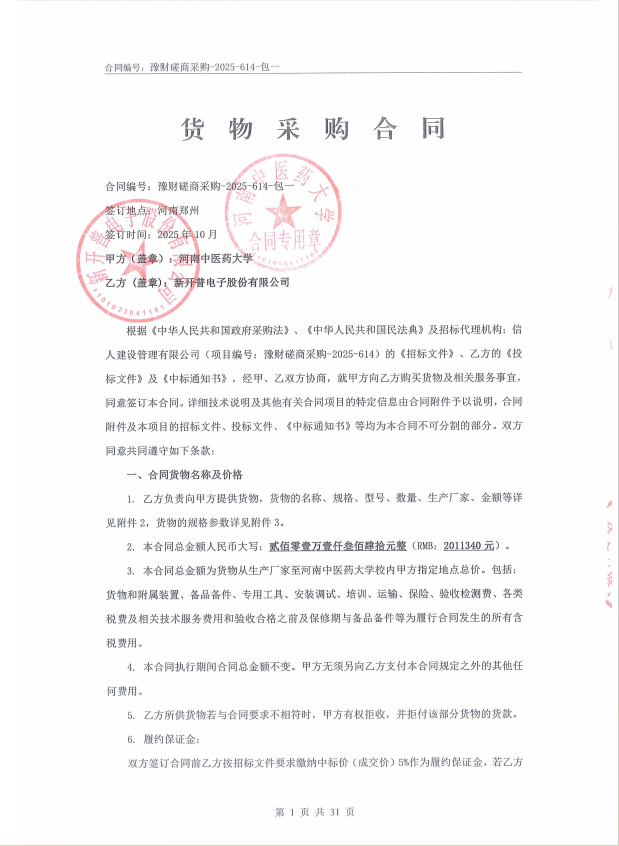 合同编号：豫财磋商采购-2025-614-包一
货物采购合同
合同编号：豫财磋商采购-2025-614-包一
签订地点：河南郑州
签订时间：2025年10月
甲方（盖章）：河南中医药大学
乙方（盖章）：新开普电子股份有限公司
河南中医药大学
合同专用章
新开普电子股份有限公司
4101022041181
根据《中华人民共和国政府采购法》、《中华人民共和国民法典》及招标代理机构：信
人建设管理有限公司（项目编号：豫财磋商采购-2025-614）的《招标文件》、乙方的《投
标文件》及《中标通知书》，经甲、乙双方协商，就甲方向乙方购买货物及相关服务事宜，
同意签订本合同。详细技术说明及其他有关合同项目的特定信息由合同附件予以说明，合同
附件及本项目的招标文件、投标文件、《中标通知书》等均为本合同不可分割的部分。双方
同意共同遵守如下条款：
一、合同货物名称及价格
1. 乙方负责向甲方提供货物，货物的名称、规格、型号、数量、生产厂家、金额等详
见附件 2，货物的规格参数详见附件 3。
2. 本合同总金额人民币大写：贰佰零壹万壹仟叁佰肆拾元整（RMB：2011340 元）。
3. 本合同总金额为货物从生产厂家至河南中医药大学校内甲方指定地点总价。包括：
货物和附属装置、备品备件、专用工具、安装调试、培训、运输、保险、验收检测费、各类
税费及相关技术服务费用和验收合格之前及保修期与备品备件等为履行合同发生的所有含
税费用。
4. 本合同执行期间合同总金额不变。甲方无须另向乙方支付本合同规定之外的其他任
何费用。
5. 乙方所供货物若与合同要求不相符时，甲方有权拒收，并拒付该部分货物的货款。
6. 履约保证金：
双方签订合同前乙方按招标文件要求缴纳中标价（成交价）5%作为履约保证金，若乙方
第 1 页 共 31 页